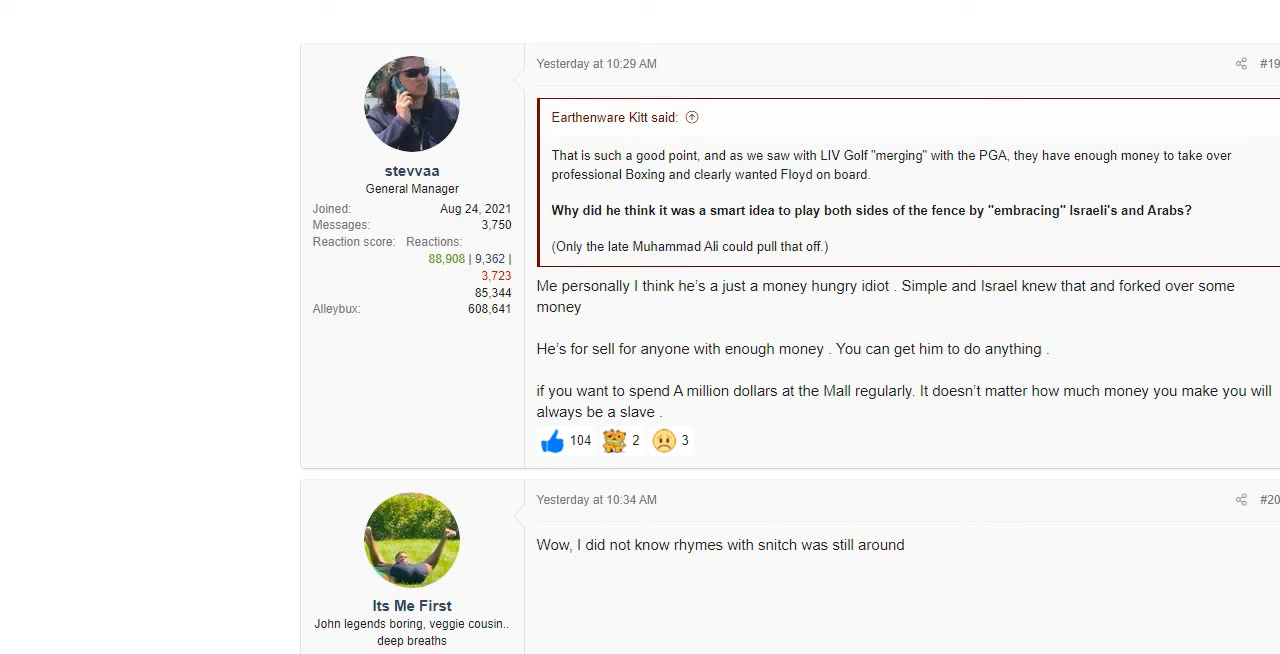 Yesterday at 10:29 AM
#19
stevvaa
General Manager
Joined: Aug 24, 2021
Messages: 3,750
Reaction score: Reactions:
88,908 | 9,362 |
3,723
85,344
Alleybux: 608,641
Earthenware Kitt said:
That is such a good point, and as we saw with LIV Golf "merging" with the PGA, they have enough money to take over
professional Boxing and clearly wanted Floyd on board.
Why did he think it was a smart idea to play both sides of the fence by "embracing" Israeli's and Arabs?
(Only the late Muhammad Ali could pull that off.)
Me personally I think he’s a just a money hungry idiot . Simple and Israel knew that and forked over some
money
He’s for sell for anyone with enough money . You can get him to do anything .
if you want to spend A million dollars at the Mall regularly. It doesn’t matter how much money you make you will
always be a slave .
104 2 3
Yesterday at 10:34 AM
#20
Its Me First
John legends boring, veggie cousin..
deep breaths
Wow, I did not know rhymes with snitch was still around